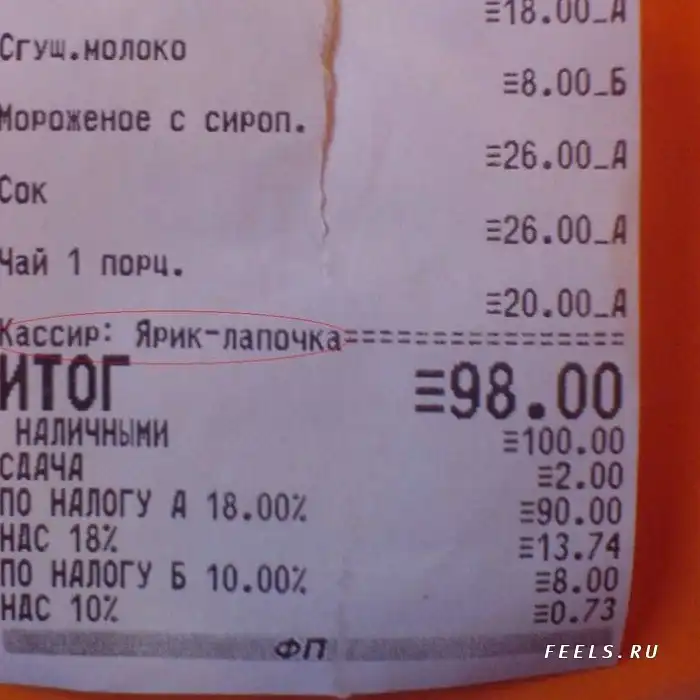 ≡18.00_А
Сгущ.молоко
≡8.00_Б
Мороженое с сироп.
≡26.00_А
Сок
≡26.00_А
Чай 1 порц.
≡20.00_А
Кассир: Ярик-лапочка=================
ИТОГ ≡98.00
НАЛИЧНЫМИ ≡100.00
СДАЧА ≡2.00
ПО НАЛОГУ А 18.00% ≡90.00
НДС 18% ≡13.74
ПО НАЛОГУ Б 10.00% ≡8.00
НДС 10% ≡0.73
ФП
FEELS.RU